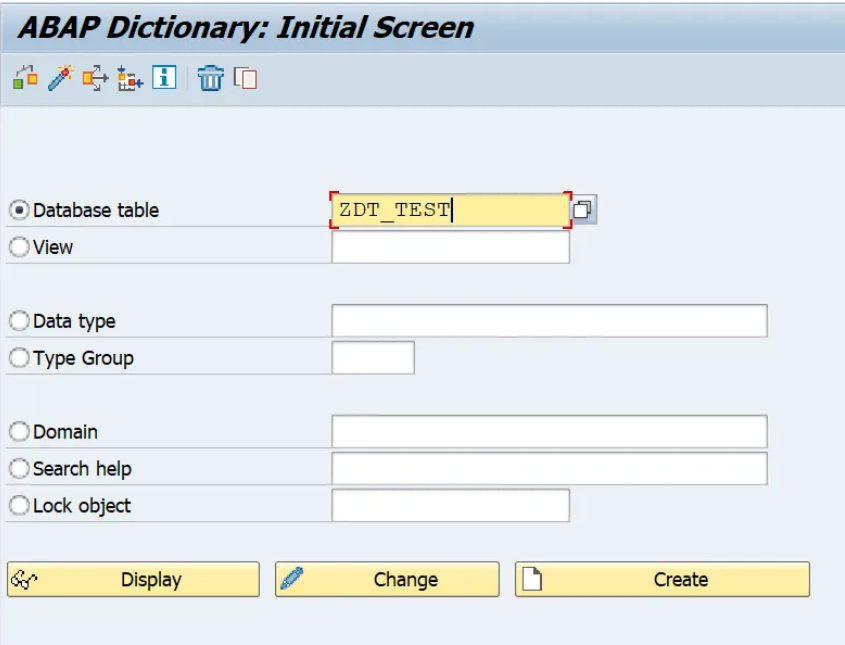 ABAP Dictionary: Initial Screen
Database table ZDT_TEST
View
Data type
Type Group
Domain
Search help
Lock object
Display Change Create